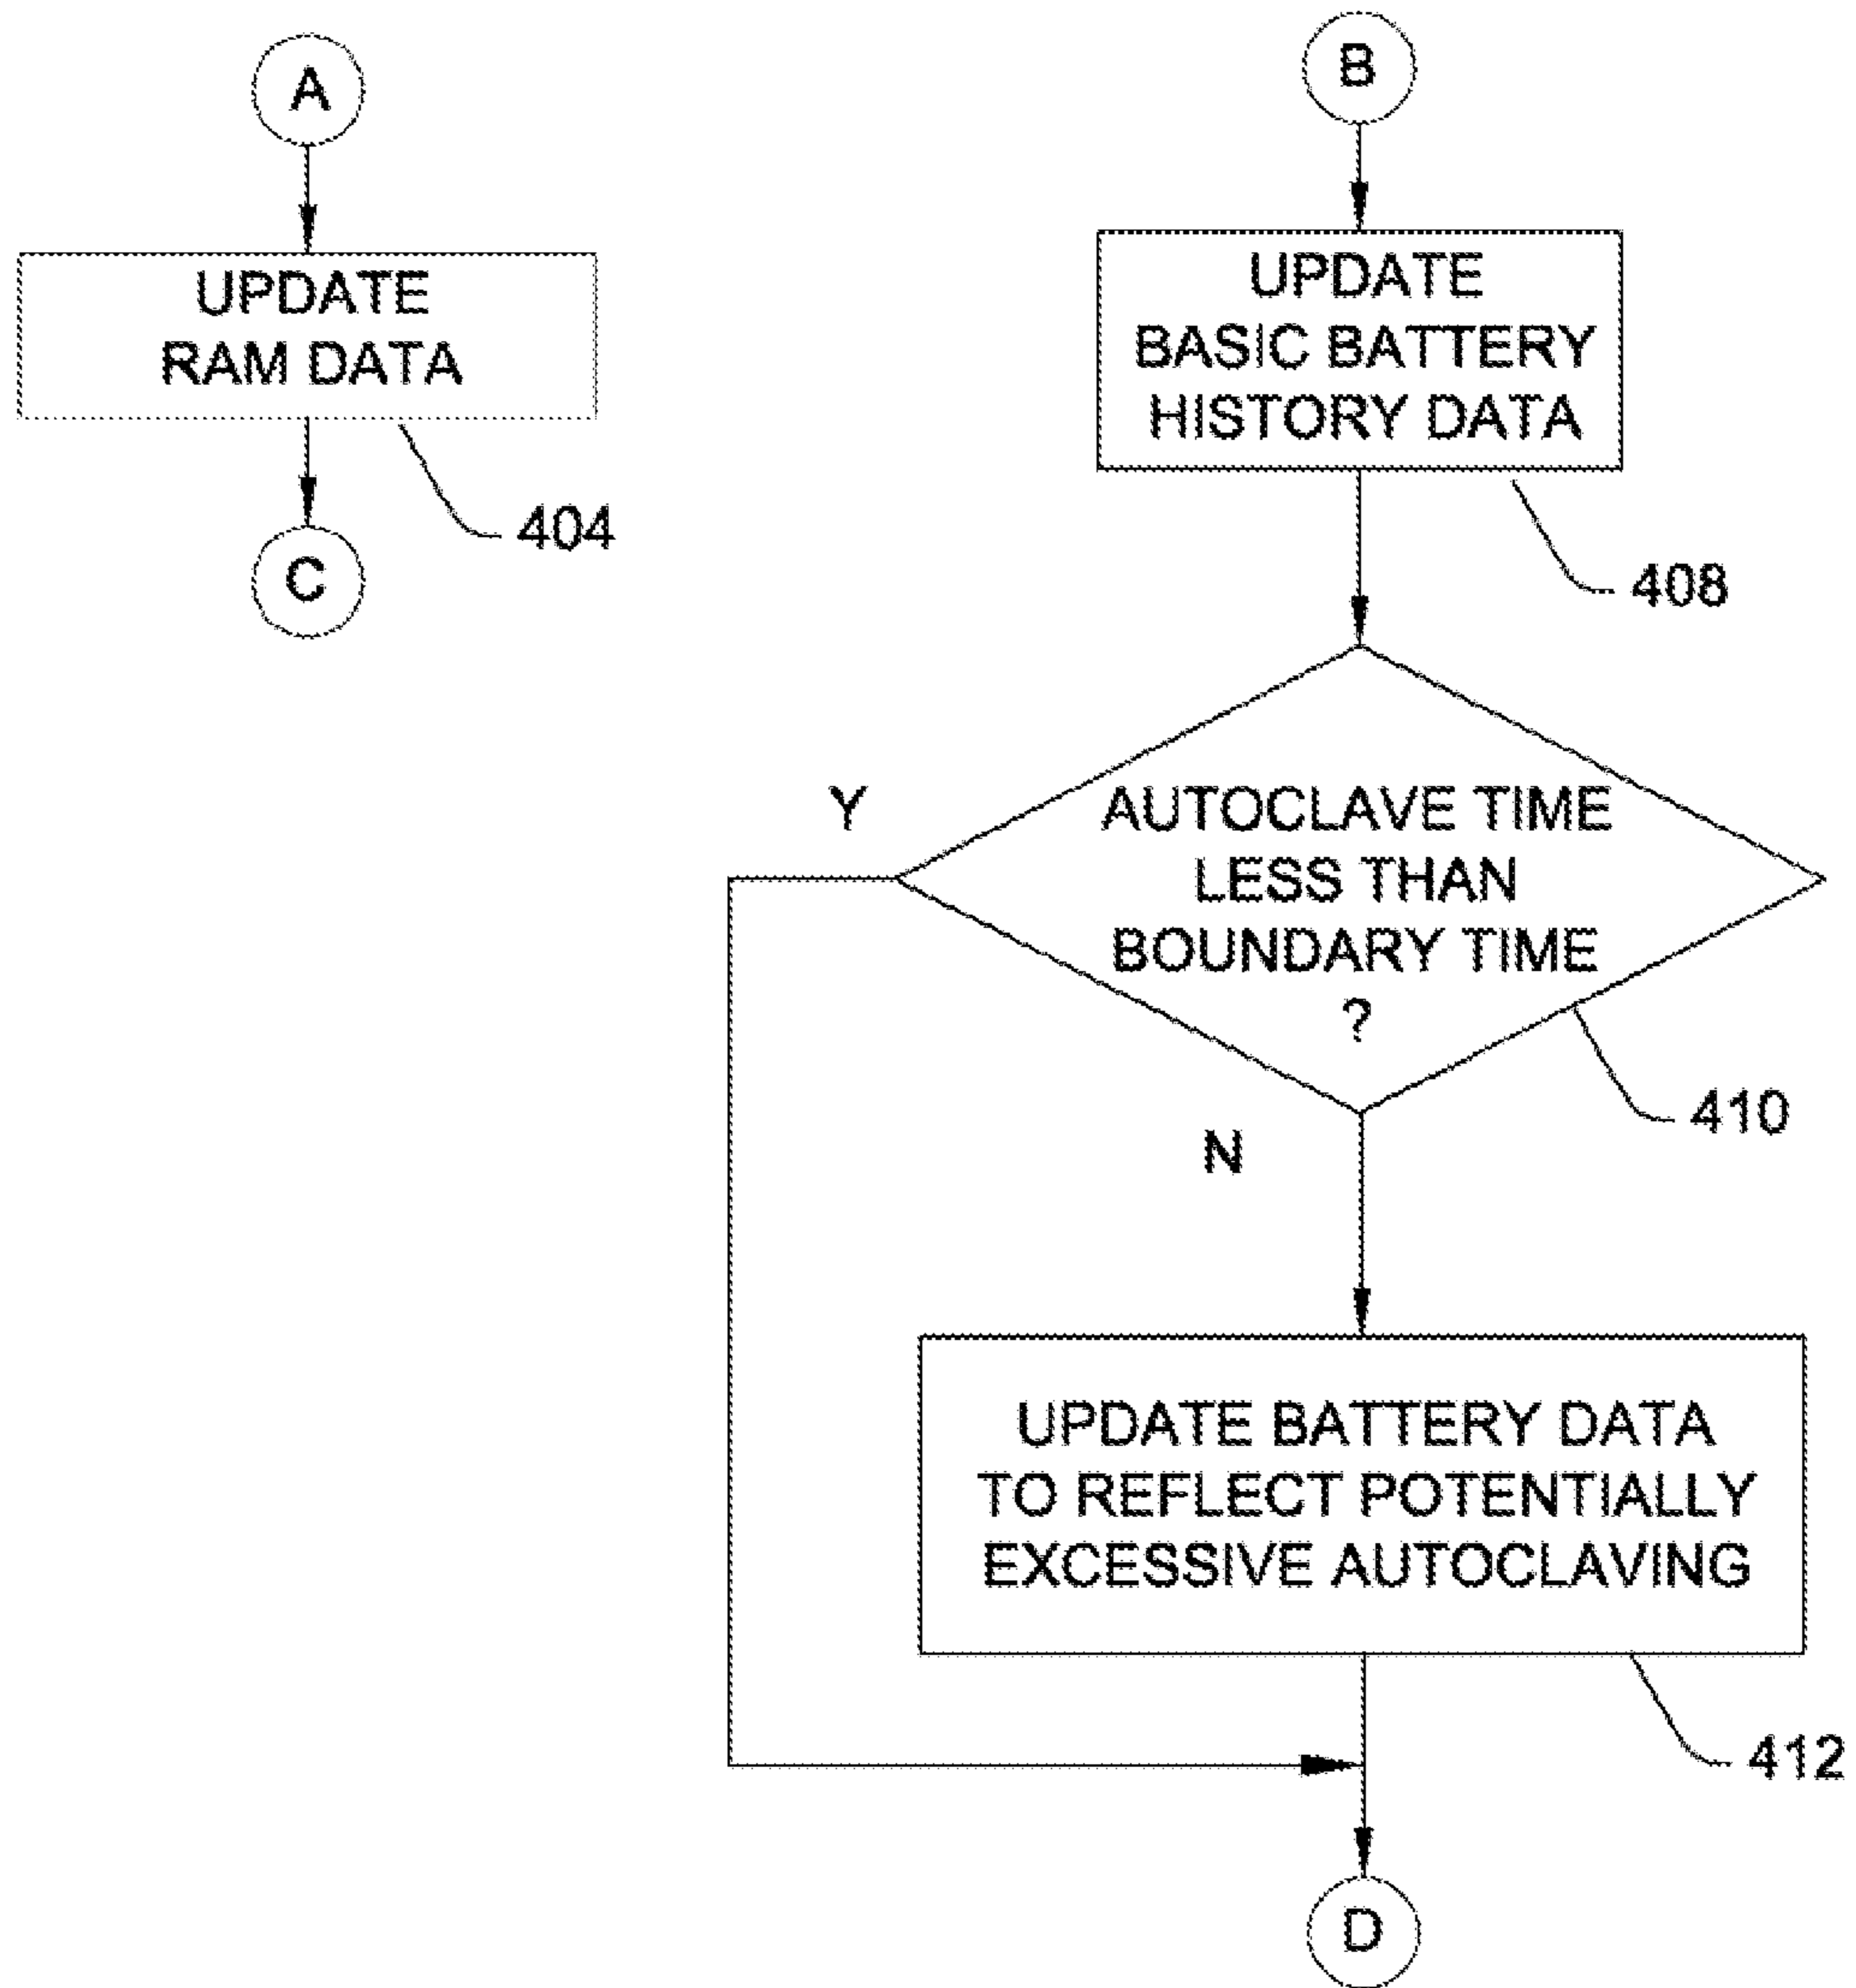 A
UPDATE
RAM DATA
404
C
B
UPDATE
BASIC BATTERY
HISTORY DATA
408
Y
AUTOCLAVE TIME
LESS THAN
BOUNDARY TIME
?
410
N
UPDATE BATTERY DATA
TO REFLECT POTENTIALLY
EXCESSIVE AUTOCLAVING
412
D